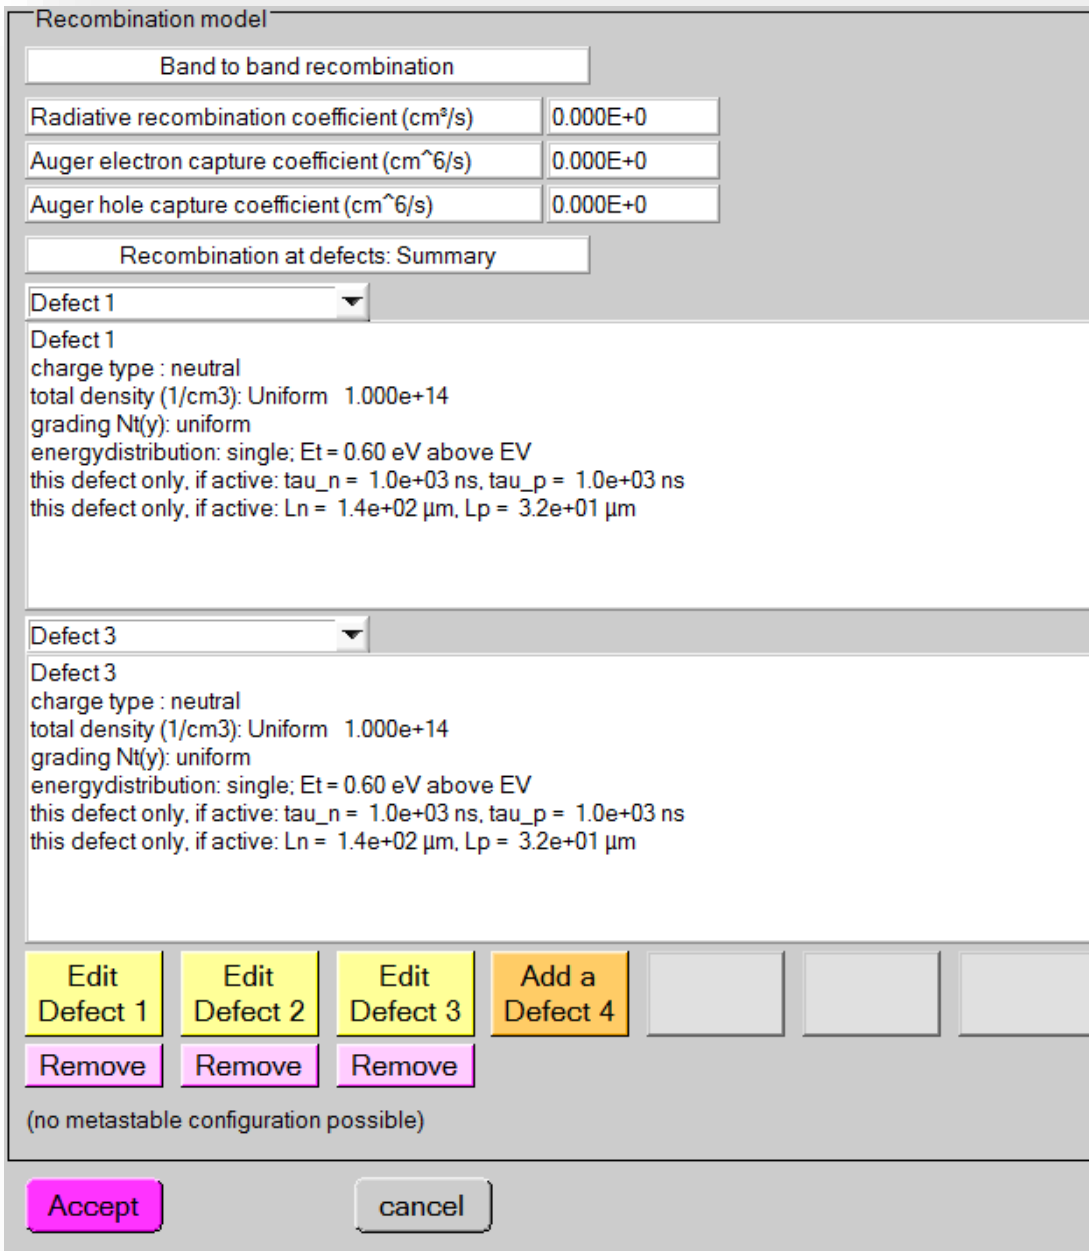 Recombination model
Band to band recombination
Radiative recombination coefficient (cm³/s) 0.000E+0
Auger electron capture coefficient (cm^6/s) 0.000E+0
Auger hole capture coefficient (cm^6/s) 0.000E+0
Recombination at defects: Summary
Defect 1
Defect 1
charge type : neutral
total density (1/cm3): Uniform 1.000e+14
grading Nt(y): uniform
energydistribution: single; Et = 0.60 eV above EV
this defect only, if active: tau_n = 1.0e+03 ns, tau_p = 1.0e+03 ns
this defect only, if active: Ln = 1.4e+02 µm, Lp = 3.2e+01 µm
Defect 3
Defect 3
charge type : neutral
total density (1/cm3): Uniform 1.000e+14
grading Nt(y): uniform
energydistribution: single; Et = 0.60 eV above EV
this defect only, if active: tau_n = 1.0e+03 ns, tau_p = 1.0e+03 ns
this defect only, if active: Ln = 1.4e+02 µm, Lp = 3.2e+01 µm
Edit Edit Edit Add a
Defect 1 Defect 2 Defect 3 Defect 4
Remove Remove Remove
(no metastable configuration possible)
Accept cancel